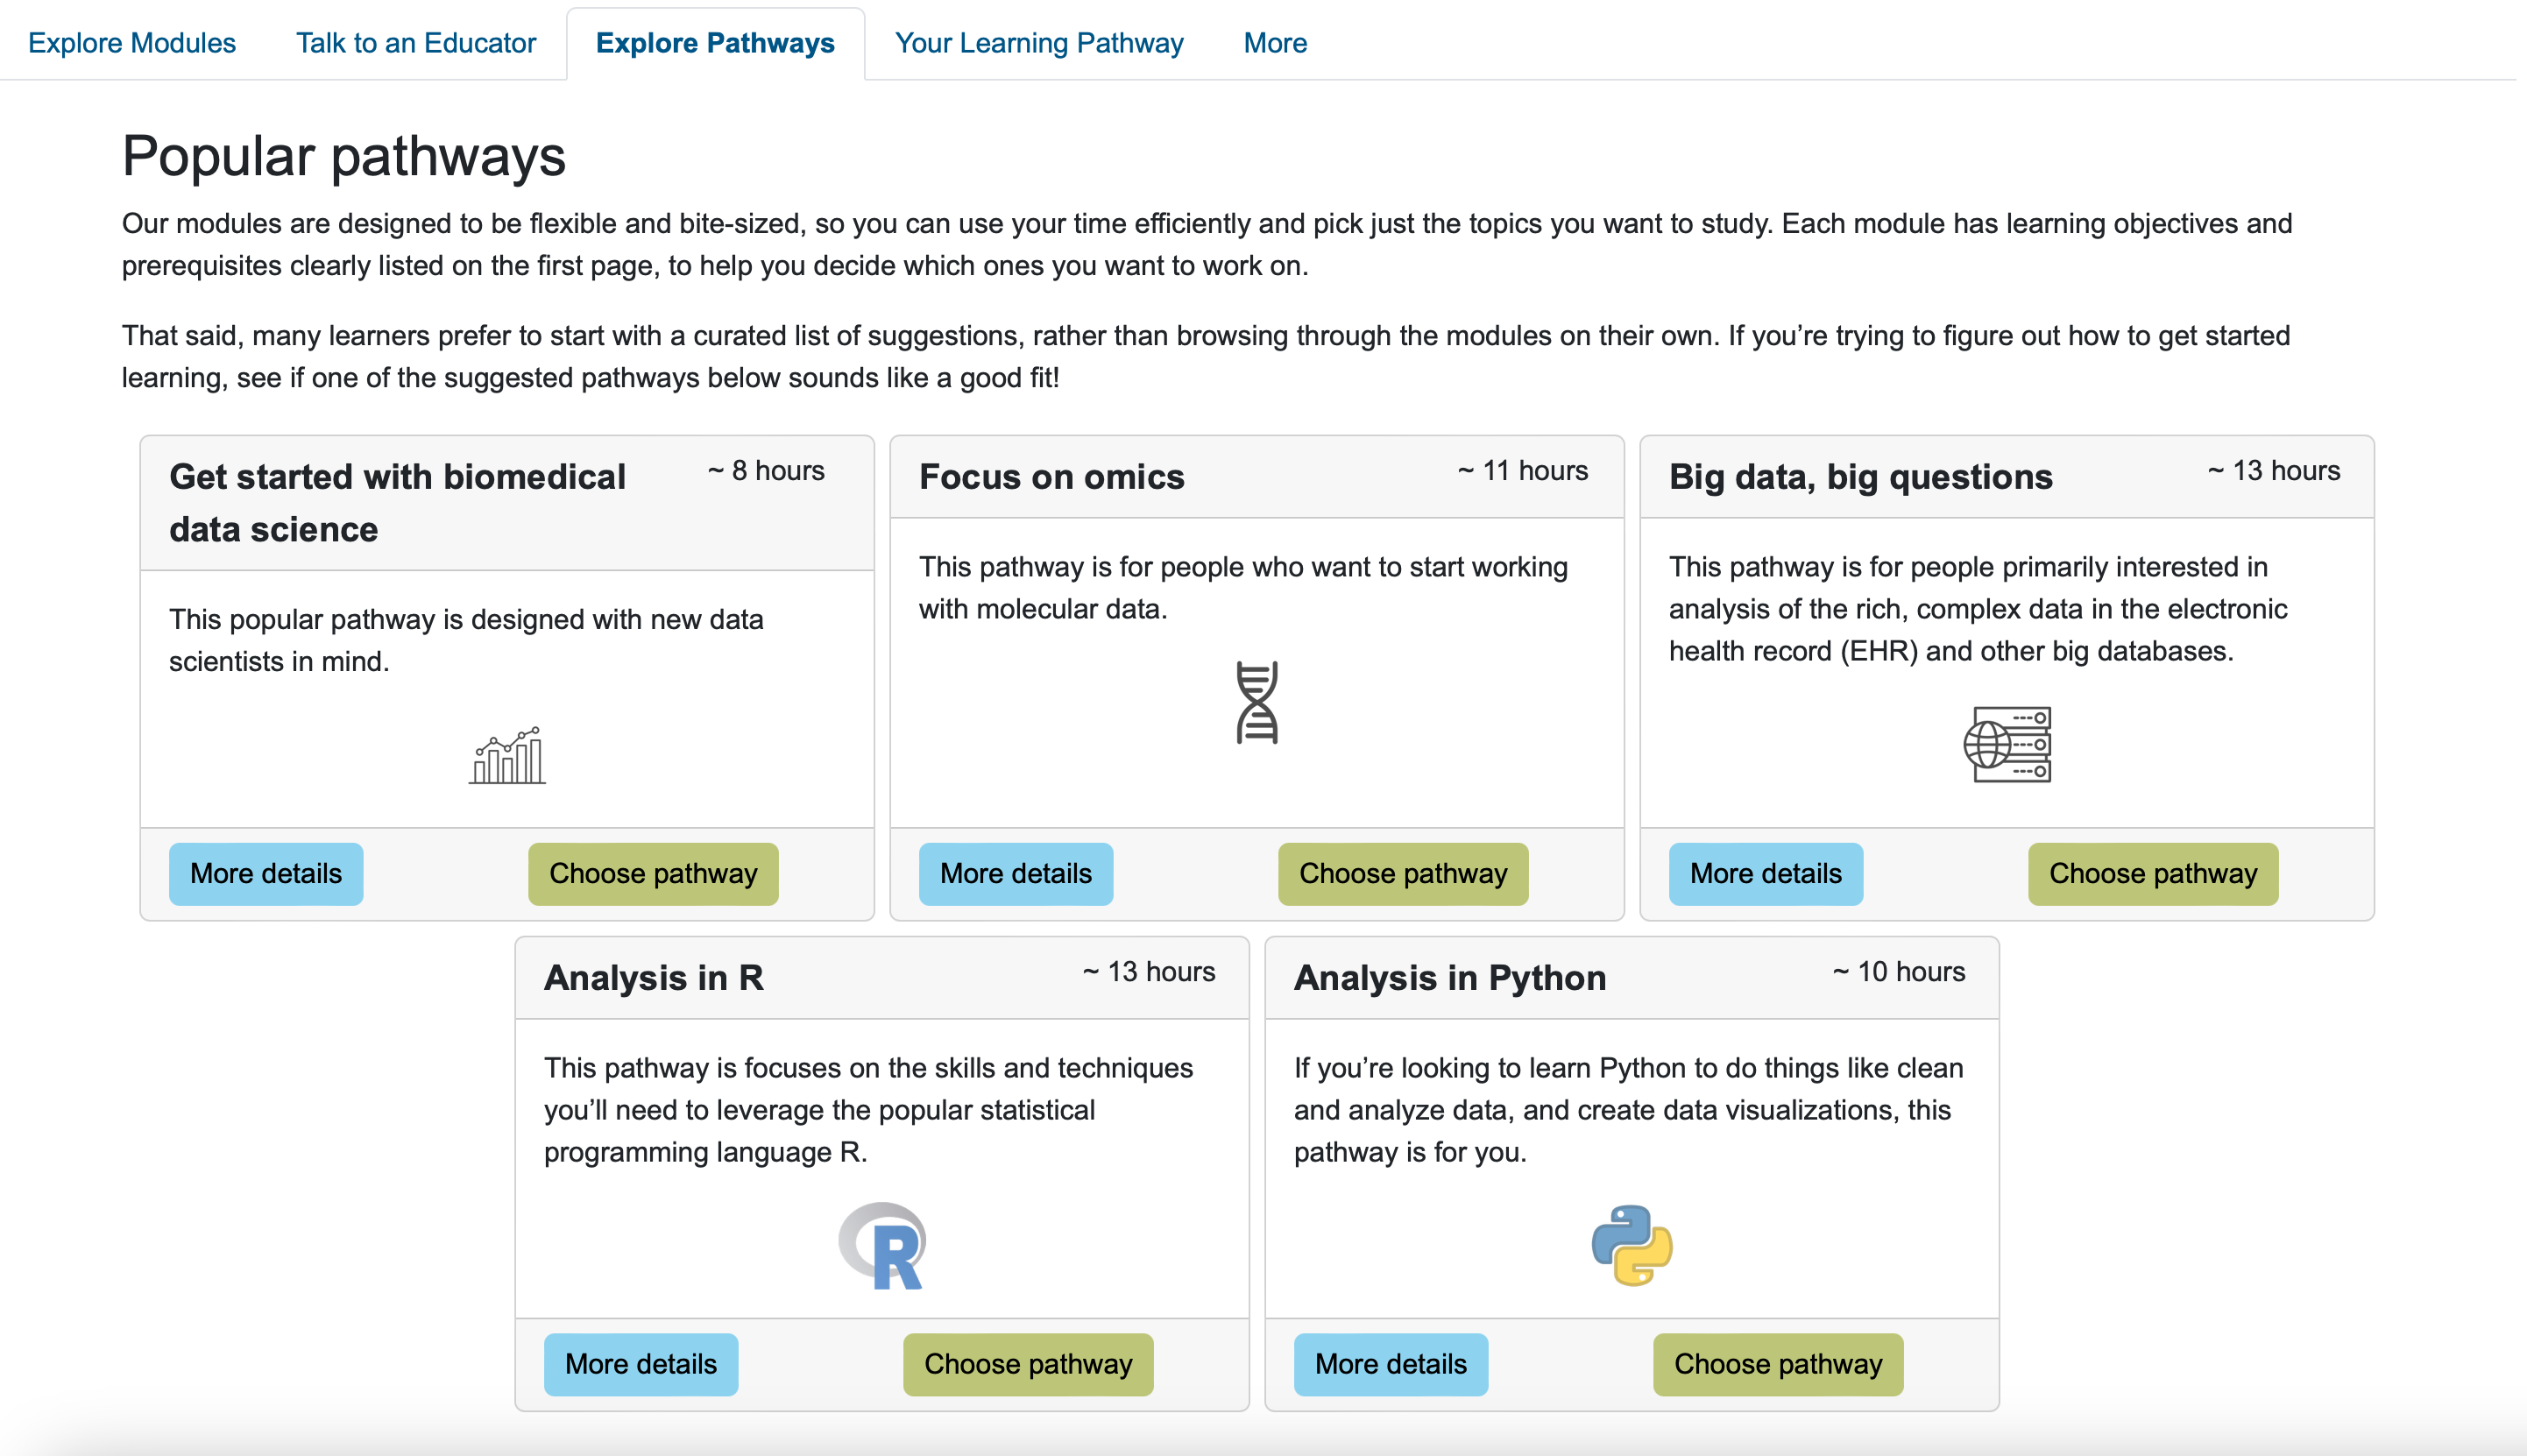 Explore Modules
Talk to an Educator
Explore Pathways
Your Learning Pathway
More
Popular pathways
Our modules are designed to be flexible and bite-sized, so you can use your time efficiently and pick just the topics you want to study. Each module has learning objectives and
prerequisites clearly listed on the first page, to help you decide which ones you want to work on.
That said, many learners prefer to start with a curated list of suggestions, rather than browsing through the modules on their own. If you’re trying to figure out how to get started
learning, see if one of the suggested pathways below sounds like a good fit!
Get started with biomedical
data science
~ 8 hours
This popular pathway is designed with new data
scientists in mind.
More details
Choose pathway
Focus on omics
~ 11 hours
This pathway is for people who want to start working
with molecular data.
More details
Choose pathway
Big data, big questions
~ 13 hours
This pathway is for people primarily interested in
analysis of the rich, complex data in the electronic
health record (EHR) and other big databases.
More details
Choose pathway
Analysis in R
~ 13 hours
This pathway is focuses on the skills and techniques
you’ll need to leverage the popular statistical
programming language R.
R
More details
Choose pathway
Analysis in Python
~ 10 hours
If you’re looking to learn Python to do things like clean
and analyze data, and create data visualizations, this
pathway is for you.
More details
Choose pathway